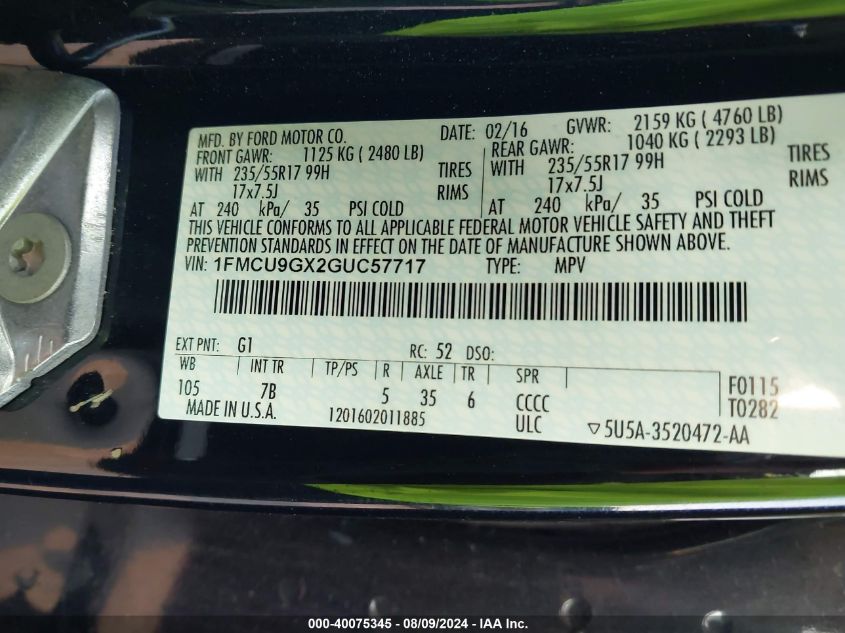 MFD. BY FORD MOTOR CO. DATE: 02/16 GVWR: 2159 KG ( 4760 LB)
FRONT GAWR: 1125 KG ( 2480 LB) REAR GAWR: 1040 KG ( 2293 LB)
WITH 235/55R17 99H TIRES WITH 235/55R17 99H TIRES
17x7.5J RIMS 17x7.5J RIMS
AT 240 kPa/ 35 PSI COLD AT 240 kPa/ 35 PSI COLD
THIS VEHICLE CONFORMS TO ALL APPLICABLE FEDERAL MOTOR VEHICLE SAFETY AND THEFT
PREVENTION STANDARDS IN EFFECT ON THE DATE OF MANUFACTURE SHOWN ABOVE.
VIN: 1FMCU9GX2GUC57717 TYPE: MPV
EXT PNT: G1 RC: 52 DSO:
WB INT TR TP/PS R AXLE TR SPR F0115
105 7B 5 35 6 CCCC T0282
MADE IN U.S.A. 1201602011885 ULC ▽5U5A-3520472-AA
000-40075345 - 08/09/2024 - IAA Inc.